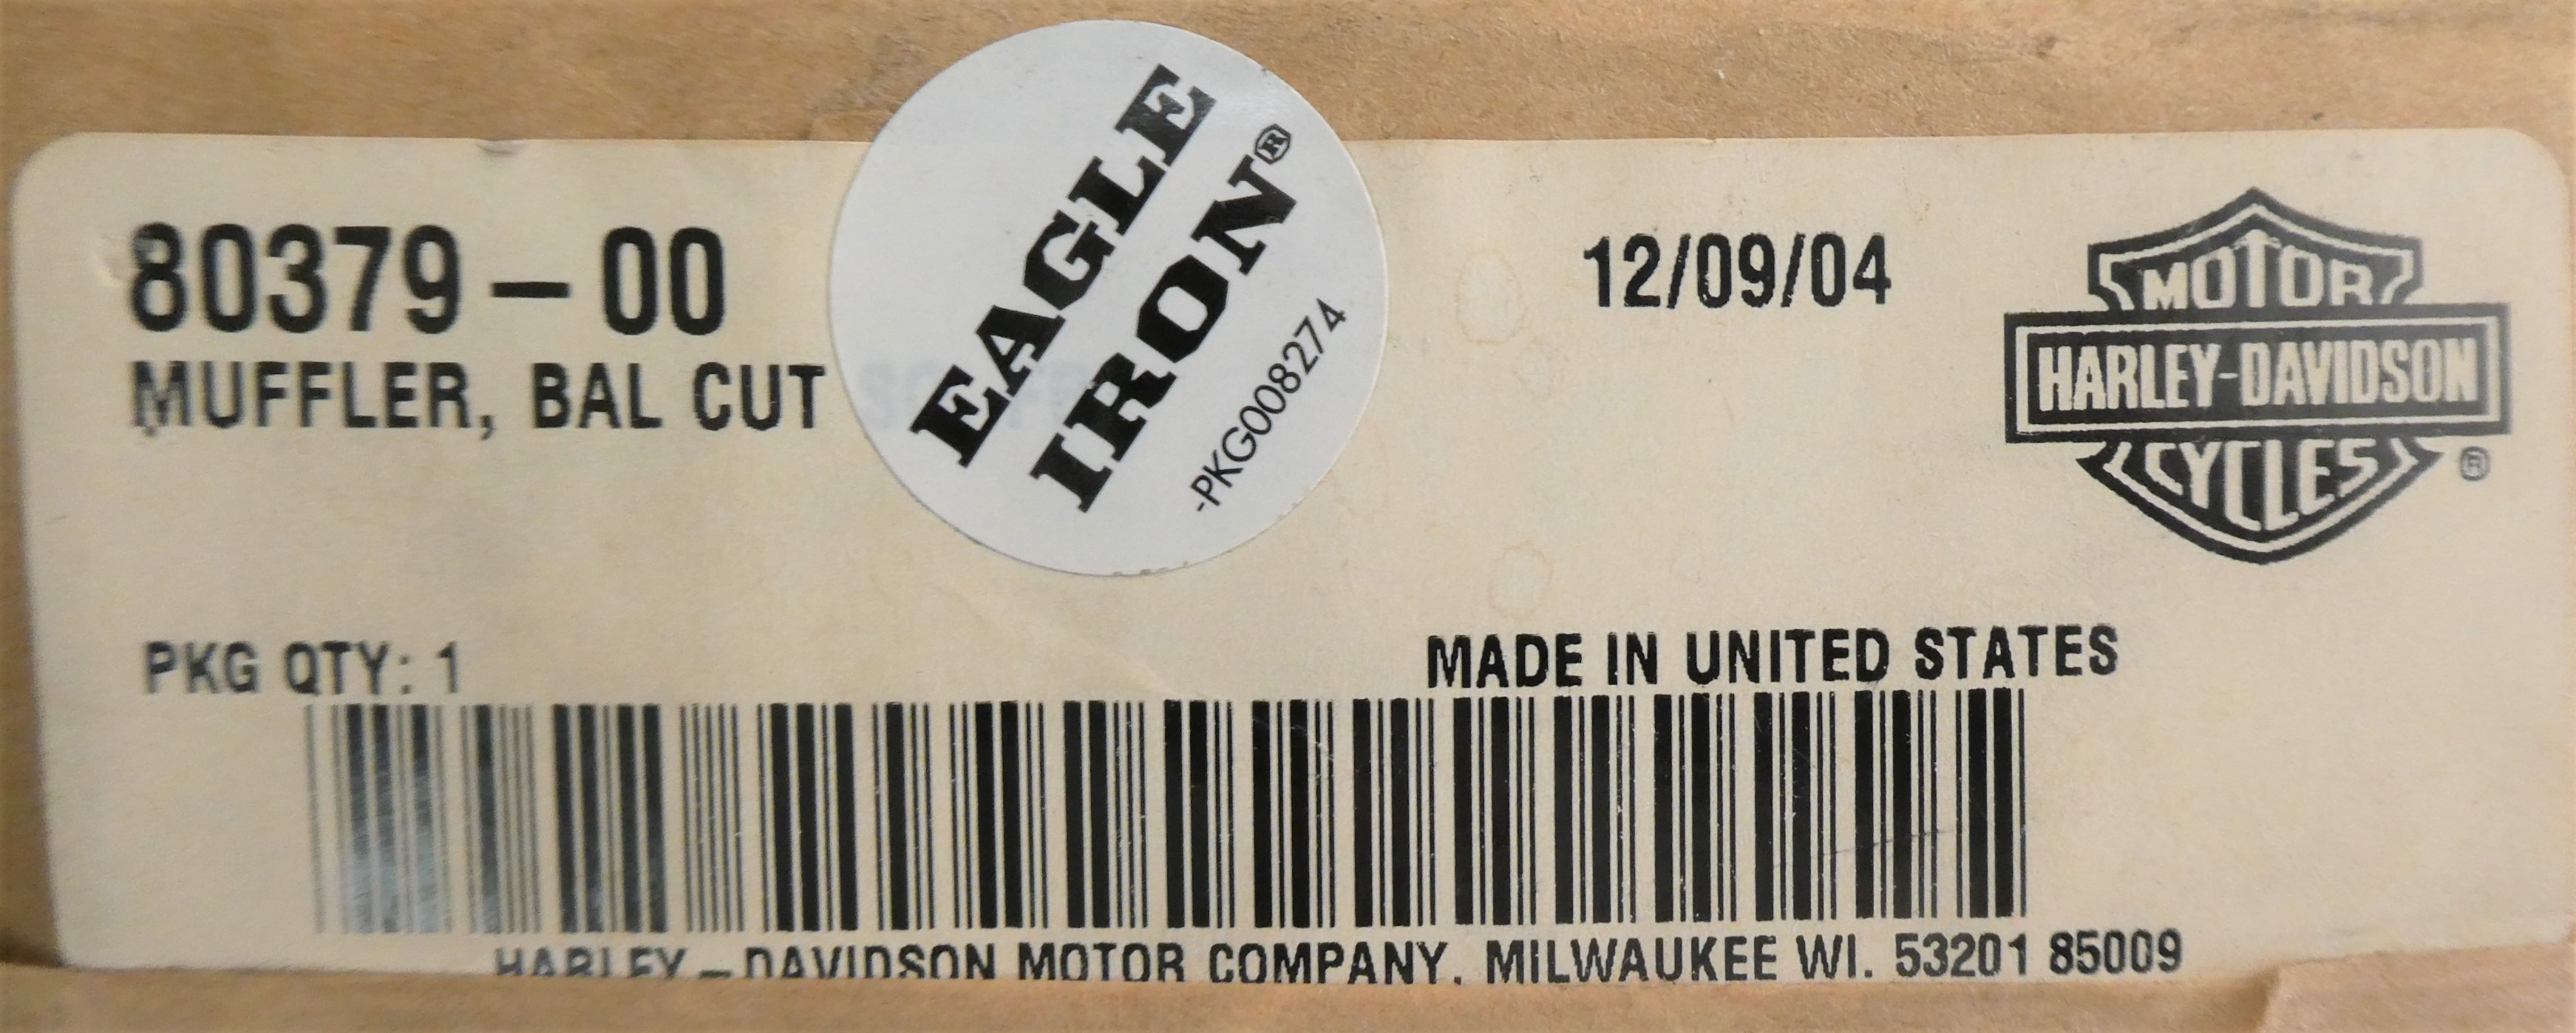 80379-00
MUFFLER, BAL CUT
EAGLE
IRON®
-PKG008274
12/09/04
MOTOR
HARLEY-DAVIDSON
CYCLES
®
PKG QTY: 1
MADE IN UNITED STATES
HARLEY-DAVIDSON MOTOR COMPANY, MILWAUKEE WI. 53201 85009